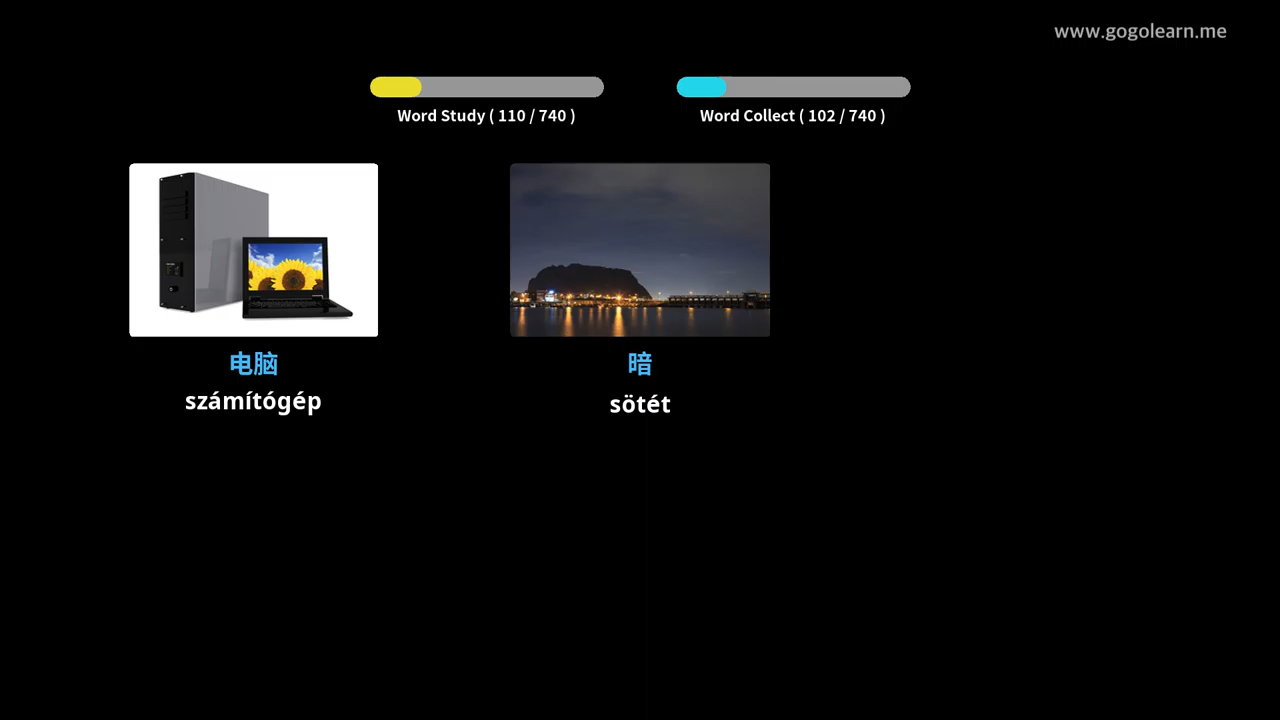 www.gogolearn.me
Word Study ( 110 / 740 )
Word Collect ( 102 / 740 )
电脑
számítógép
暗
sötét